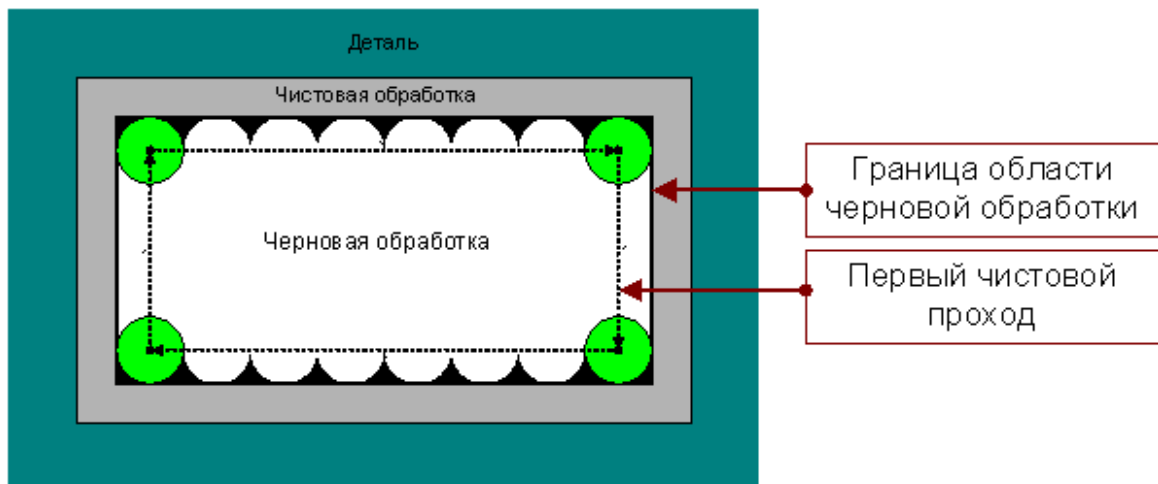 Деталь
Чистовая обработка
Черновая обработка
Граница области
черновой обработки
Первый чистовой
проход